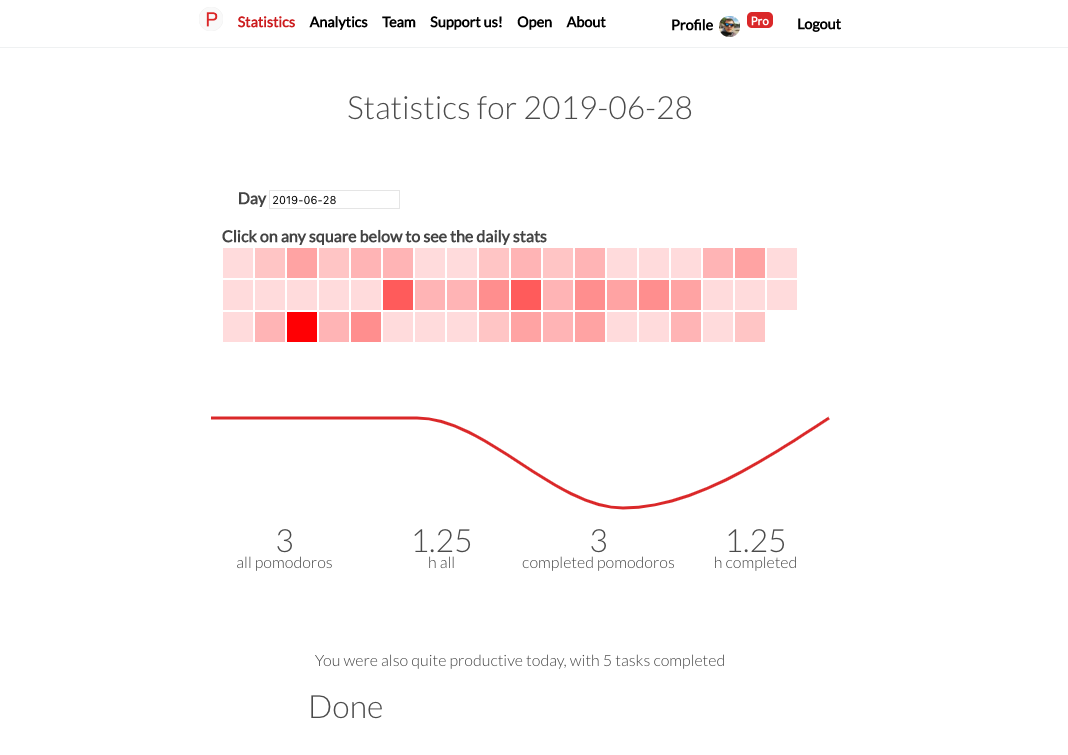 P Statistics Analytics Team Support us! Open About Profile Pro Logout
Statistics for 2019-06-28
Day 2019-06-28
Click on any square below to see the daily stats
3 1.25 3 1.25
all pomodoros h all completed pomodoros h completed
You were also quite productive today, with 5 tasks completed
Done